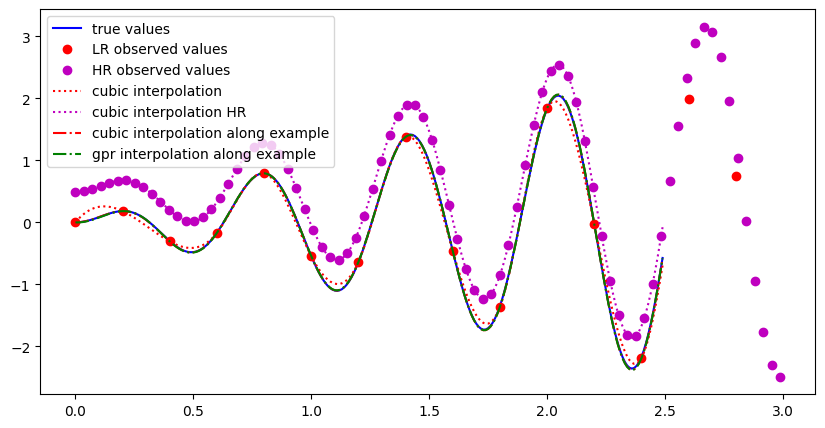 true values
LR observed values
HR observed values
cubic interpolation
cubic interpolation HR
cubic interpolation along example
gpr interpolation along example
3
2
1
0
−1
−2
0.0 0.5 1.0 1.5 2.0 2.5 3.0